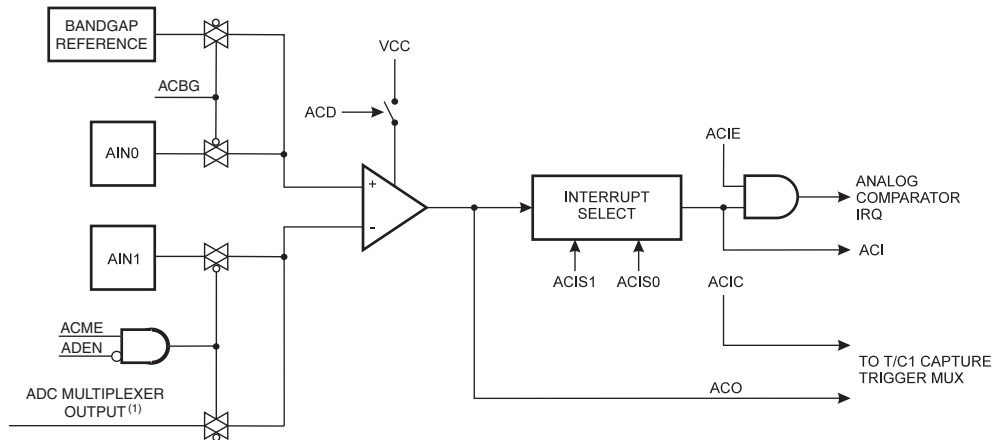 BANDGAP
REFERENCE
ACBG
AIN0
VCC
ACD
+
-
AIN1
ACME
ADEN
ADC MULTIPLEXER
OUTPUT (1)
INTERRUPT
SELECT
ACIS1 ACIS0
ACIE
ANALOG
COMPARATOR
IRQ
ACI
ACIC
TO T/C1 CAPTURE
TRIGGER MUX
ACO